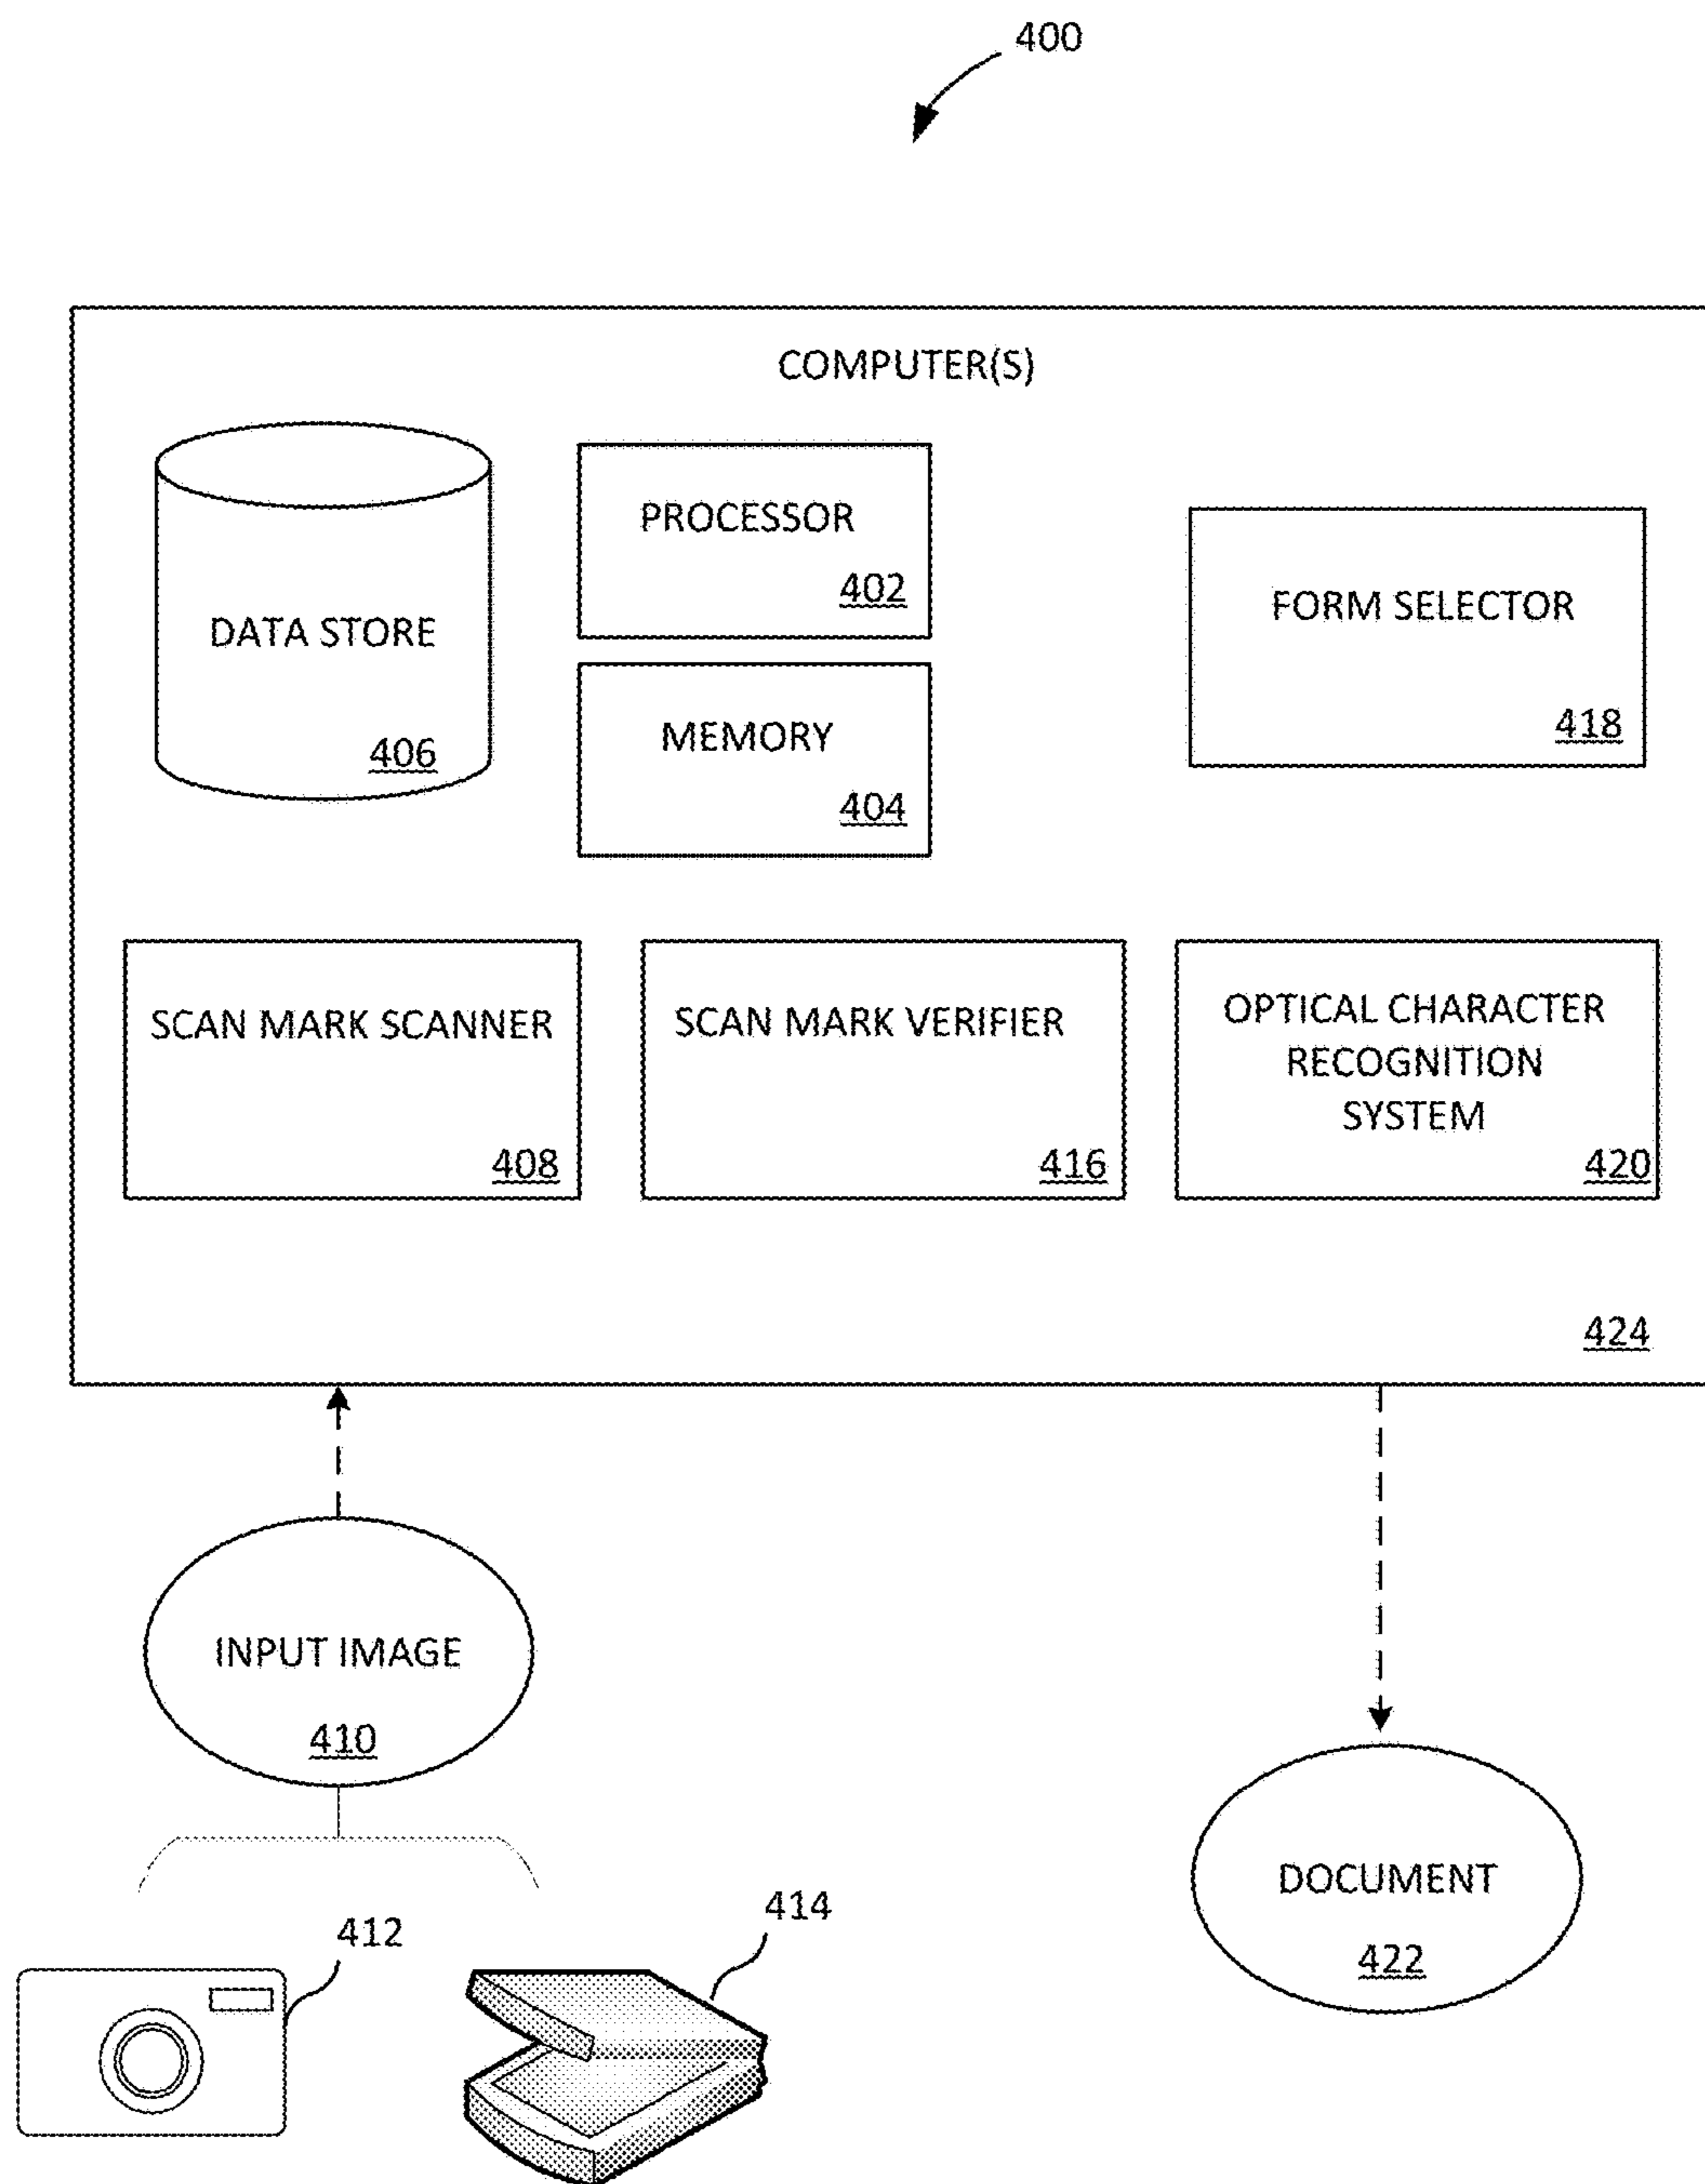 400
COMPUTER(S)
DATA STORE
406
PROCESSOR
402
MEMORY
404
FORM SELECTOR
418
SCAN MARK SCANNER
408
SCAN MARK VERIFIER
416
OPTICAL CHARACTER
RECOGNITION
SYSTEM
420
424
INPUT IMAGE
410
412
414
DOCUMENT
422